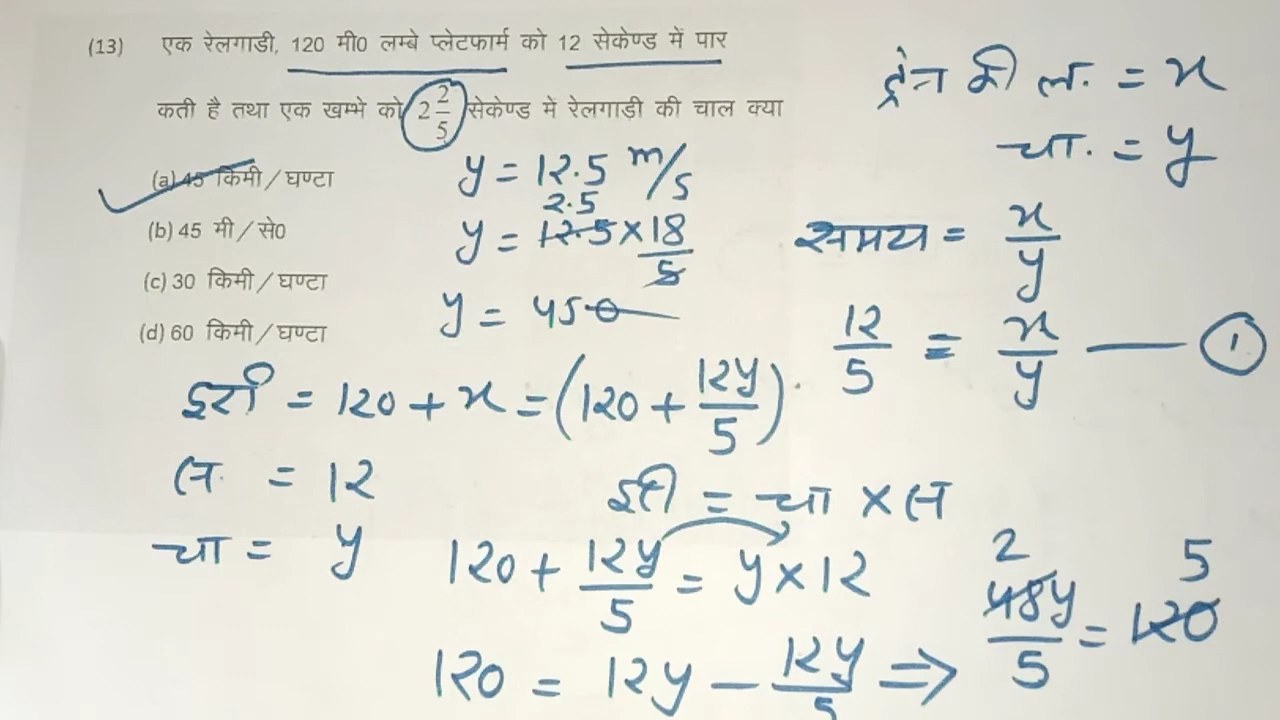 (13) एक रेलगाड़ी, 120 मी0 लम्बे प्लेटफार्म को 12 सेकेण्ड में पार
कती है तथा एक खम्भे को 2 2/5 सेकेण्ड में रेलगाड़ी की चाल क्या
(a) 45 किमी / घण्टा
(b) 45 मी / से0
(c) 30 किमी / घण्टा
(d) 60 किमी / घण्टा
ट्रेन की ल. = x
चा. = y
समय = x/y
12/5 = x/y — 1
y = 12.5 m/s
2.5
y = 12.5 × 18/5
y = 450
दूरी = 120 + x = (120 + 12y/5)
स. = 12
चा = y
दूरी = चा × स
120 + 12y/5 = y × 12
120 = 12y – 12y/5 ⇒
2 5
48y/5 = 120